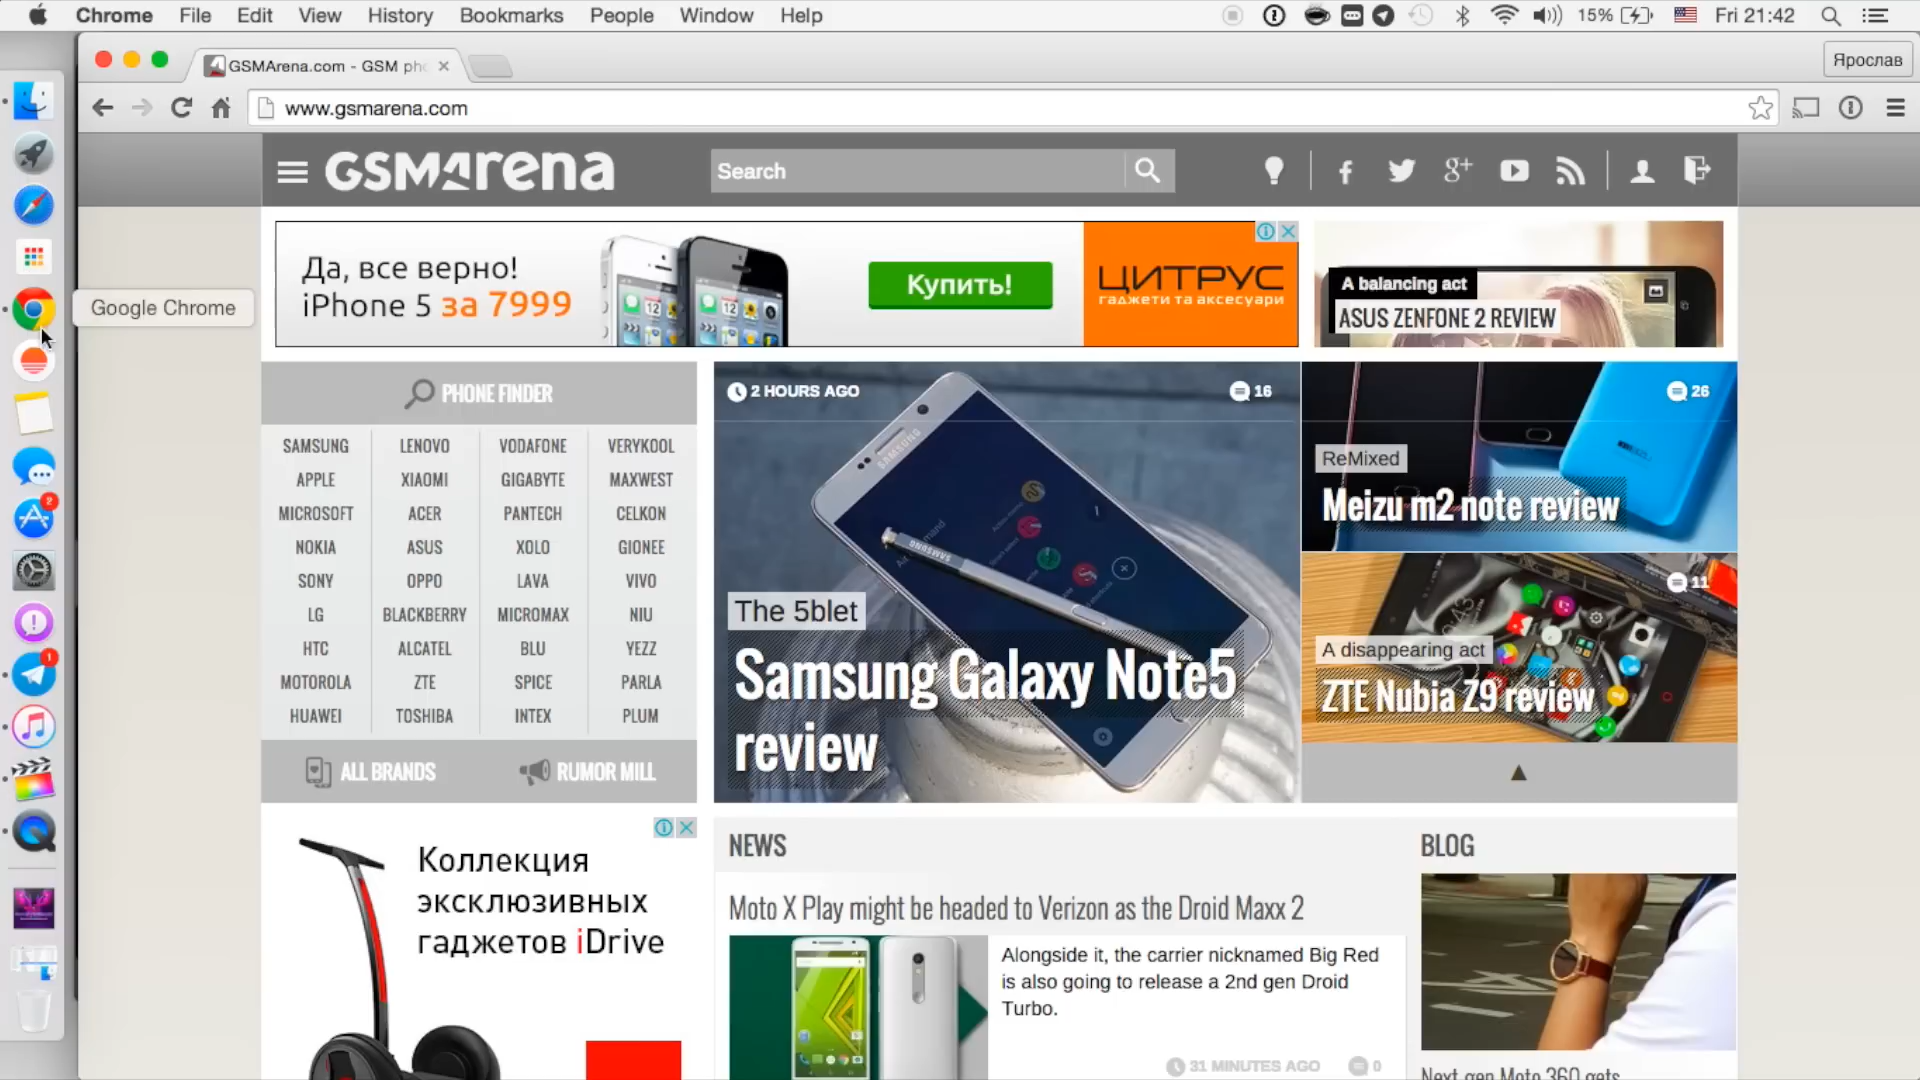 Chrome File Edit View History Bookmarks People Window Help
15% Fri 21:42
GSMArena.com - GSM pho
Ярослав
www.gsmarena.com
GSMArena
Search
Да, все верно!
iPhone 5 за 7999
Купить!
ЦИТРУС
гаджети та аксесуари
A balancing act
ASUS ZENFONE 2 REVIEW
Google Chrome
PHONE FINDER
SAMSUNG LENOVO VODAFONE VERYKOOL
APPLE XIAOMI GIGABYTE MAXWEST
MICROSOFT ACER PANTECH CELKON
NOKIA ASUS XOLO GIONEE
SONY OPPO LAVA VIVO
LG BLACKBERRY MICROMAX NIU
HTC ALCATEL BLU YEZZ
MOTOROLA ZTE SPICE PARLA
HUAWEI TOSHIBA INTEX PLUM
ALL BRANDS RUMOR MILL
2 HOURS AGO 16
SAMSUNG
SAMSUNG
The 5blet
Samsung Galaxy Note5
review
26
ReMixed
Meizu m2 note review
11
A disappearing act
ZTE Nubia Z9 review
2
1
Коллекция
эксклюзивных
гаджетов iDrive
NEWS
Moto X Play might be headed to Verizon as the Droid Maxx 2
Alongside it, the carrier nicknamed Big Red
is also going to release a 2nd gen Droid
Turbo.
31 MINUTES AGO 0
BLOG
Next gen Moto 360 gets